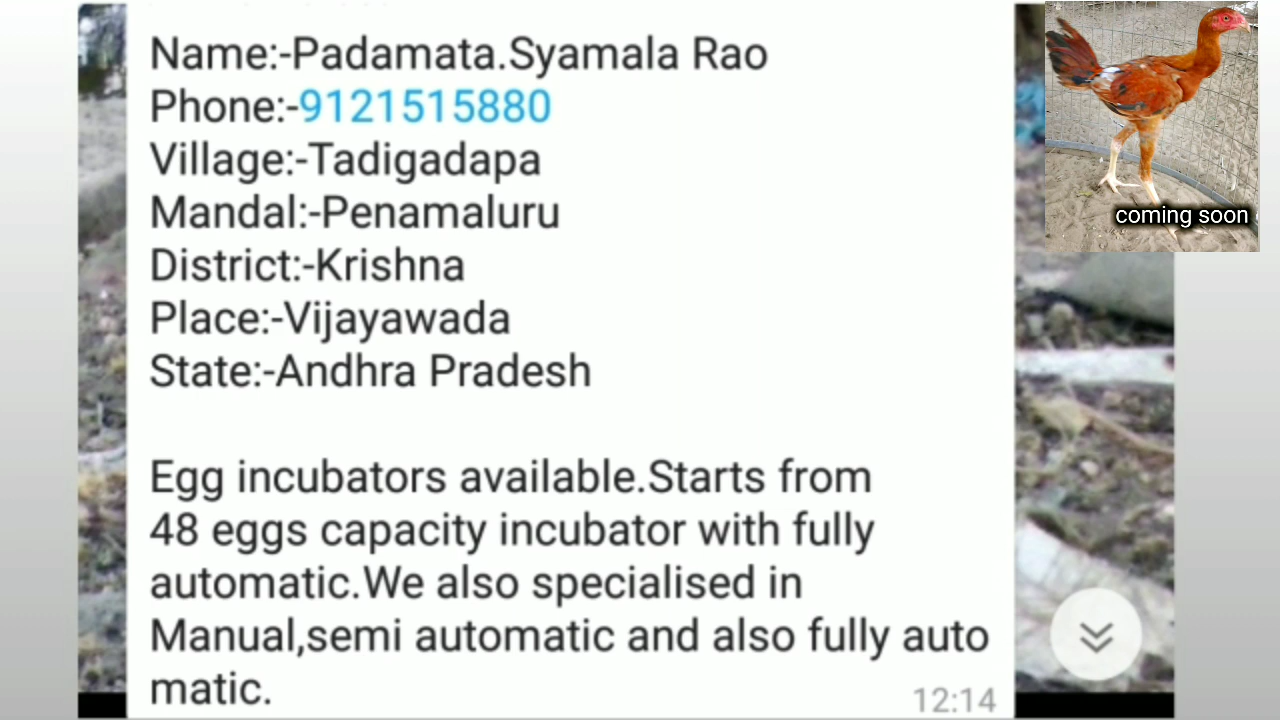 Name:-Padamata.Syamala Rao
Phone:-9121515880
Village:-Tadigadapa
Mandal:-Penamaluru
District:-Krishna
Place:-Vijayawada
State:-Andhra Pradesh
Egg incubators available.Starts from
48 eggs capacity incubator with fully
automatic.We also specialised in
Manual,semi automatic and also fully auto
matic.
12:14
coming soon